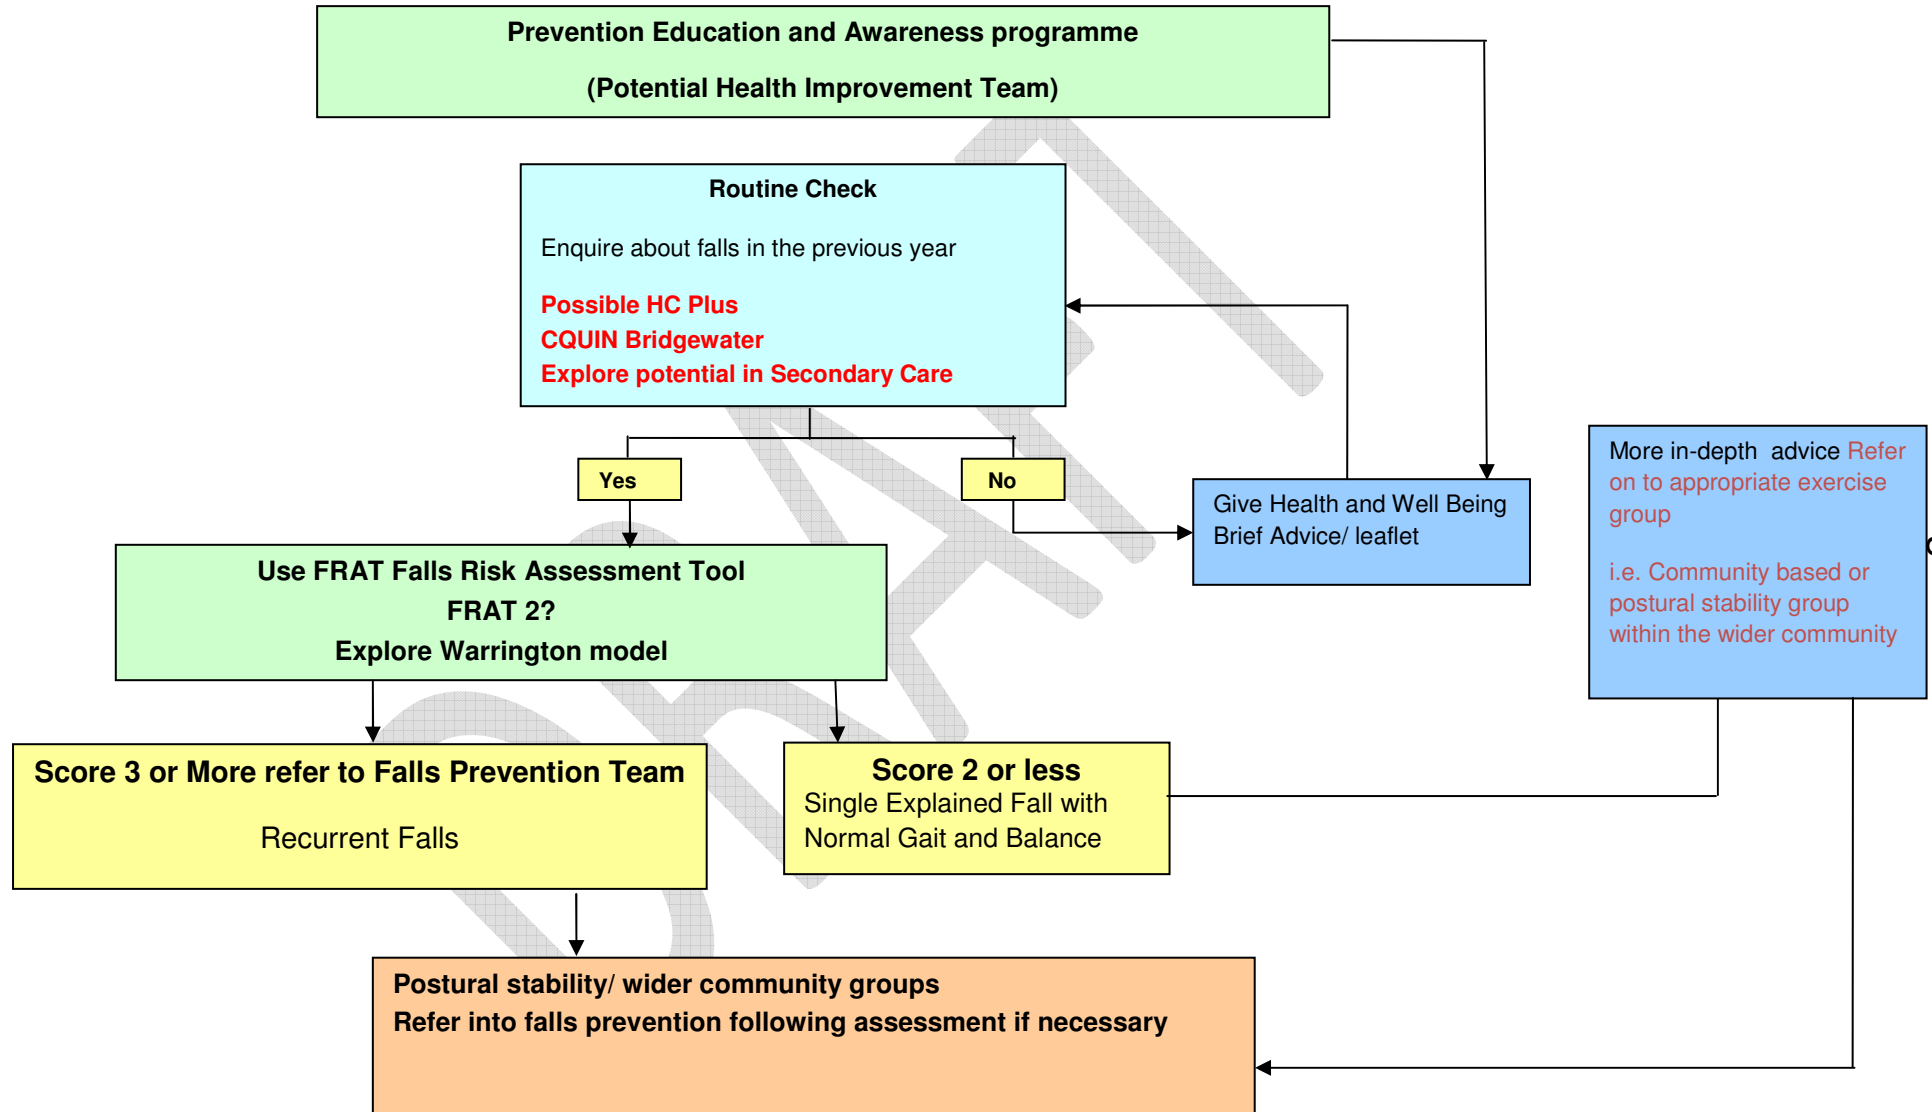 Prevention Education and Awareness programme
(Potential Health Improvement Team)
Routine Check
Enquire about falls in the previous year
Possible HC Plus
CQUIN Bridgewater
Explore potential in Secondary Care
Yes
No
Give Health and Well Being
Brief Advice/ leaflet
More in-depth  advice Refer
on to appropriate exercise
group
i.e. Community based or
postural stability group
within the wider community
Use FRAT Falls Risk Assessment Tool
FRAT 2?
Explore Warrington model
Score 3 or More refer to Falls Prevention Team
Recurrent Falls
Score 2 or less
Single Explained Fall with
Normal Gait and Balance
Postural stability/ wider community groups
Refer into falls prevention following assessment if necessary
DRAFT